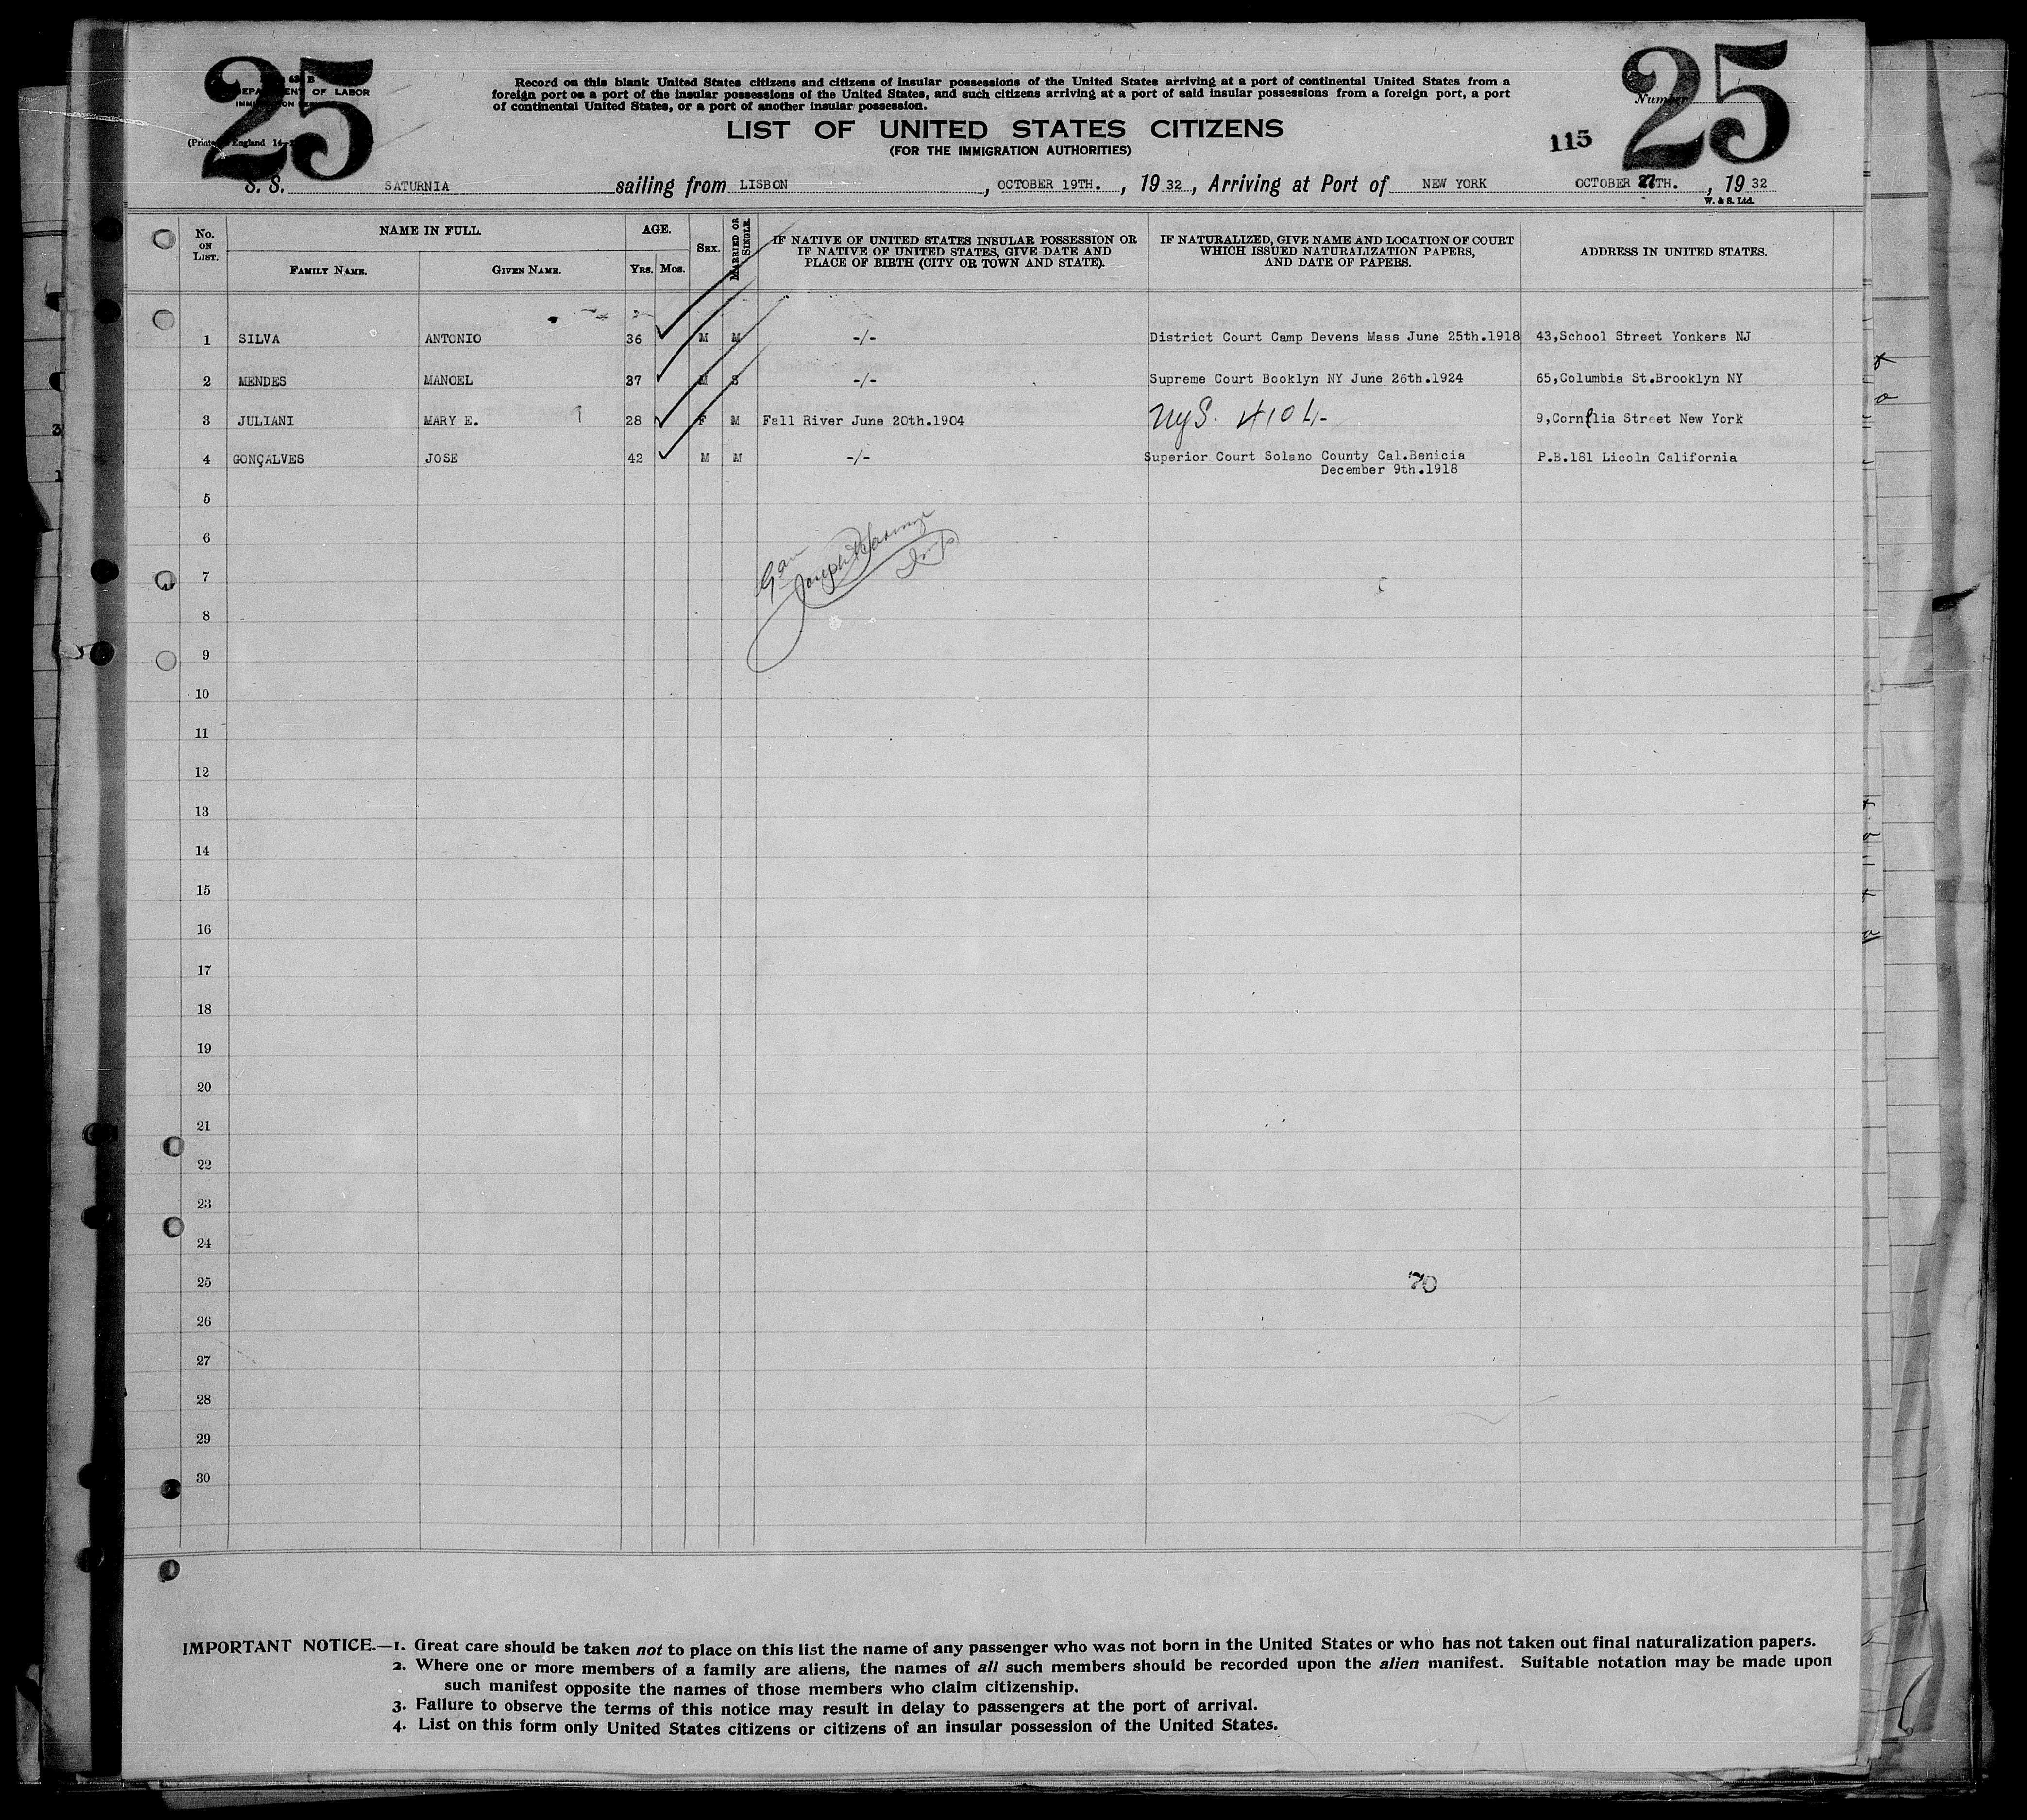 25
25
DEPARTMENT OF LABOR
Number
Record on this blank United States citizens and citizens of insular possessions of the United States arriving at a port of continental United States from a
foreign port or a port of the insular possessions of the United States, and such citizens arriving at a port of said insular possessions from a foreign port, a port
of continental United States, or a port of another insular possession.
LIST OF UNITED STATES CITIZENS
(FOR THE IMMIGRATION AUTHORITIES)
115
S. S. SATURNIA sailing from LISBON, OCTOBER 19TH., 1932, Arriving at Port of NEW YORK OCTOBER 27TH., 1932
W. & S. Ltd.
No. ON LIST. NAME IN FULL. AGE. SEX. MARRIED OR SINGLE. IF NATIVE OF UNITED STATES INSULAR POSSESSION OR IF NATIVE OF UNITED STATES, GIVE DATE AND PLACE OF BIRTH (CITY OR TOWN AND STATE). IF NATURALIZED, GIVE NAME AND LOCATION OF COURT WHICH ISSUED NATURALIZATION PAPERS, AND DATE OF PAPERS. ADDRESS IN UNITED STATES.
FAMILY NAME. GIVEN NAME. Yrs. Mos.
1 SILVA ANTONIO 36 M M -/- District Court Camp Devens Mass June 25th.1918 43,School Street Yonkers NJ
2 MENDES MANOEL 37 M S -/- Supreme Court Booklyn NY June 26th.1924 65,Columbia St.Brooklyn NY
3 JULIANI MARY E. 28 F M Fall River June 20th.1904 9,Cornelia Street New York
4 GONÇALVES JOSE 42 M M -/- Superior Court Solano County Cal.Benicia P.B.181 Licoln California
December 9th.1918
5
6
7
8
9
10
11
12
13
14
15
16
17
18
19
20
21
22
23
24
25
70
26
27
28
29
30
IMPORTANT NOTICE.—1. Great care should be taken not to place on this list the name of any passenger who was not born in the United States or who has not taken out final naturalization papers.
2. Where one or more members of a family are aliens, the names of all such members should be recorded upon the alien manifest. Suitable notation may be made upon
such manifest opposite the names of those members who claim citizenship.
3. Failure to observe the terms of this notice may result in delay to passengers at the port of arrival.
4. List on this form only United States citizens or citizens of an insular possession of the United States.